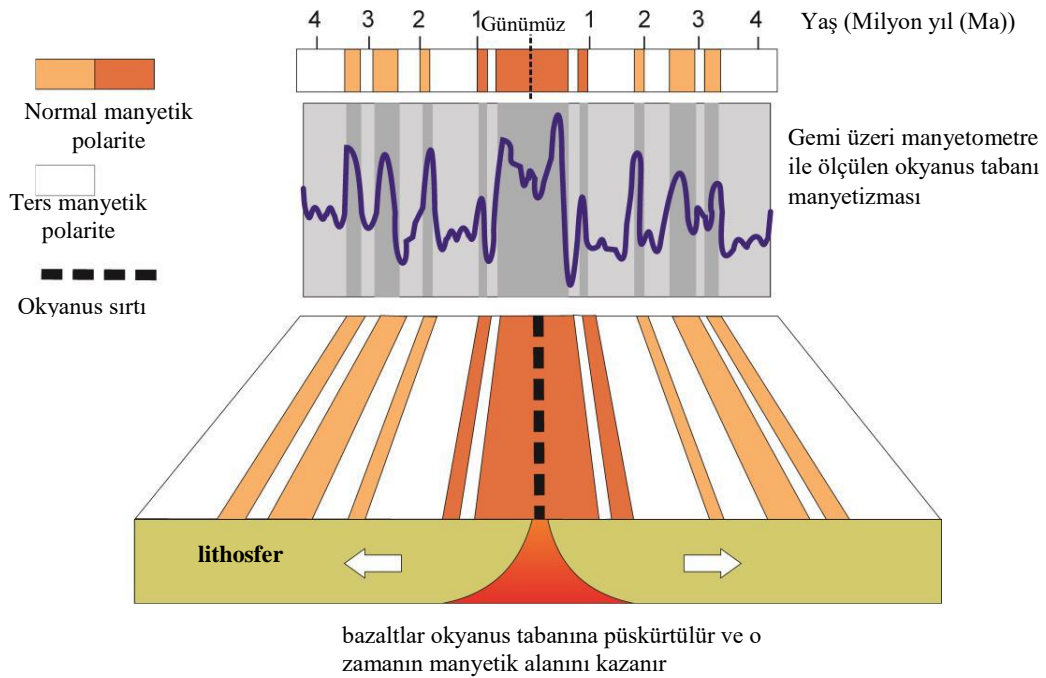 4 3 2 1 Günümüz 1 2 3 4 Yaş (Milyon yıl (Ma))
Normal manyetik
polarite
Ters manyetik
polarite
Okyanus sırtı
Gemi üzeri manyetometre
ile ölçülen okyanus tabanı
manyetizması
lithosfer
bazaltlar okyanus tabanına püskürtülür ve o
zamanın manyetik alanını kazanır